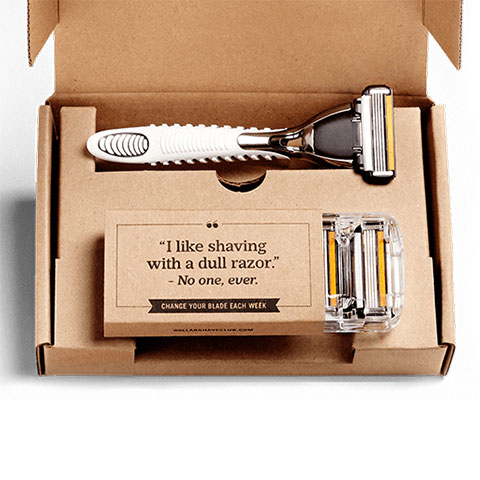 “
“I like shaving
with a dull razor.”
- No one, ever.
CHANGE YOUR BLADE EACH WEEK
DOLLARSHAVECLUB.COM